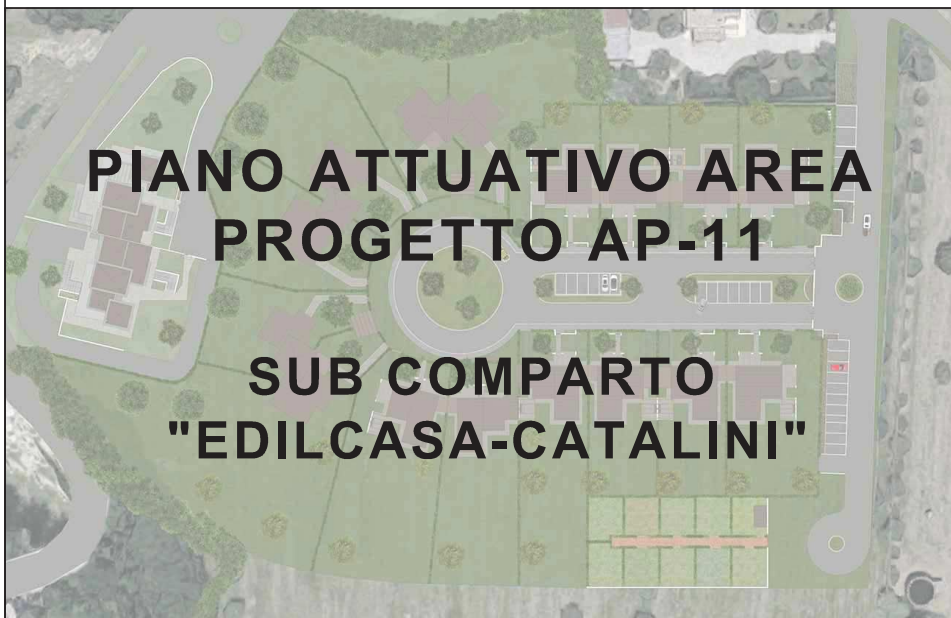 PIANO ATTUATIVO AREA
PROGETTO AP-11
SUB COMPARTO
"EDILCASA-CATALINI"